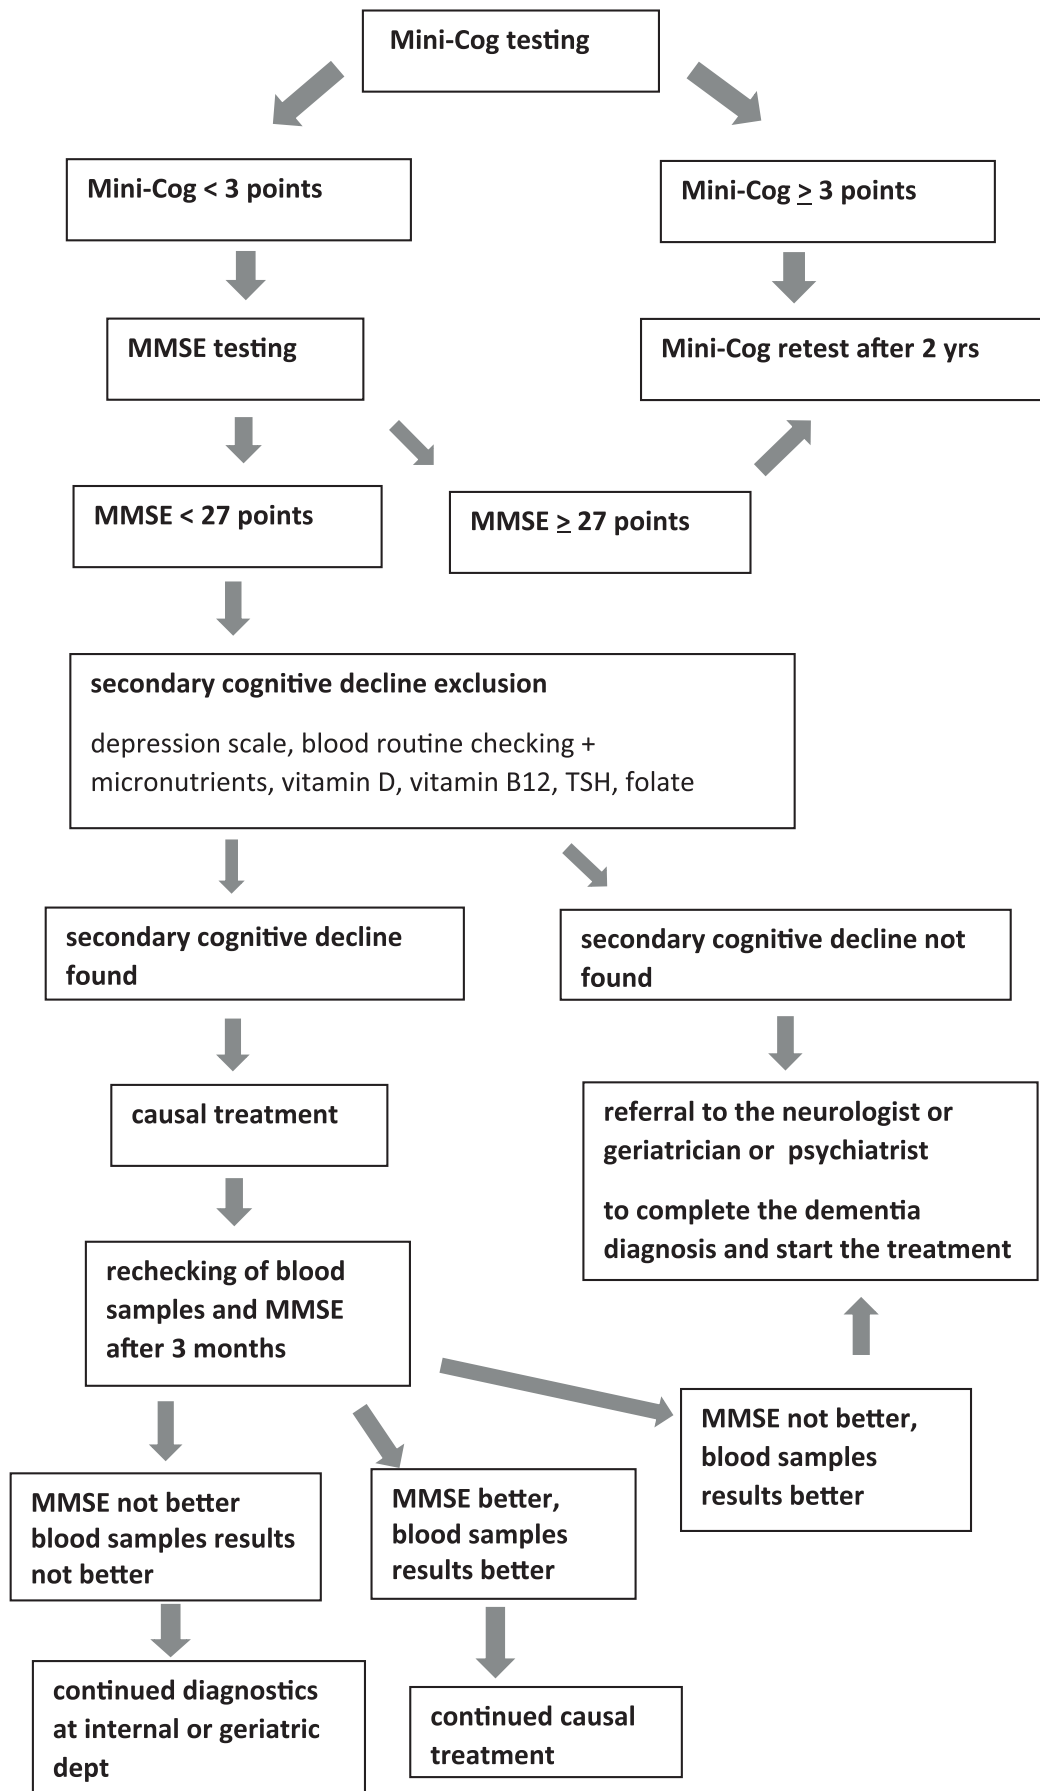 Mini-Cog testing
Mini-Cog < 3 points
Mini-Cog ≥ 3 points
MMSE testing
Mini-Cog retest after 2 yrs
MMSE < 27 points
MMSE ≥ 27 points
secondary cognitive decline exclusion
depression scale, blood routine checking +
micronutrients, vitamin D, vitamin B12, TSH, folate
secondary cognitive decline
found
secondary cognitive decline not
found
causal treatment
referral to the neurologist or
geriatrician or psychiatrist
to complete the dementia
diagnosis and start the treatment
rechecking of blood
samples and MMSE
after 3 months
MMSE not better,
blood samples
results better
MMSE not better
blood samples results
not better
MMSE better,
blood samples
results better
continued diagnostics
at internal or geriatric
dept
continued causal
treatment